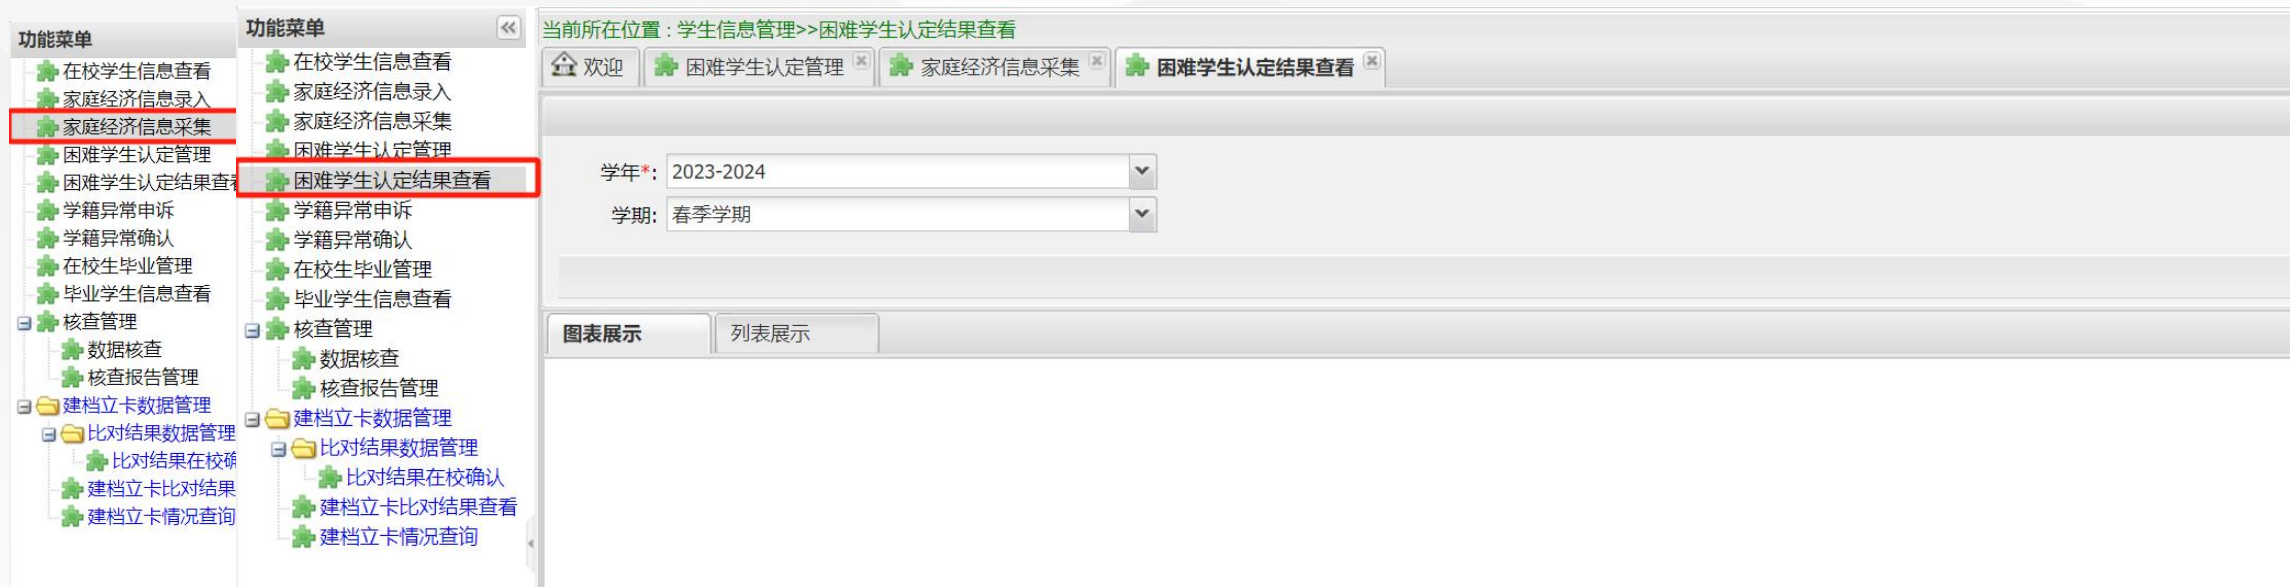 功能菜单
在校学生信息查看
家庭经济信息录入
家庭经济信息采集
困难学生认定管理
困难学生认定结果查
学籍异常申诉
学籍异常确认
在校生毕业管理
毕业学生信息查看
核查管理
数据核查
核查报告管理
建档立卡数据管理
比对结果数据管理
比对结果在校
建档立卡比对结果
建档立卡情况查询
功能菜单
在校学生信息查看
家庭经济信息录入
家庭经济信息采集
困难学生认定管理
困难学生认定结果查看
学籍异常申诉
学籍异常确认
在校生毕业管理
毕业学生信息查看
核查管理
数据核查
核查报告管理
建档立卡数据管理
比对结果数据管理
比对结果在校确认
建档立卡比对结果查看
建档立卡情况查询
当前所在位置：学生信息管理>>困难学生认定结果查看
欢迎 困难学生认定管理 家庭经济信息采集 困难学生认定结果查看
学年*: 2023-2024
学期: 春季学期
图表展示 列表展示